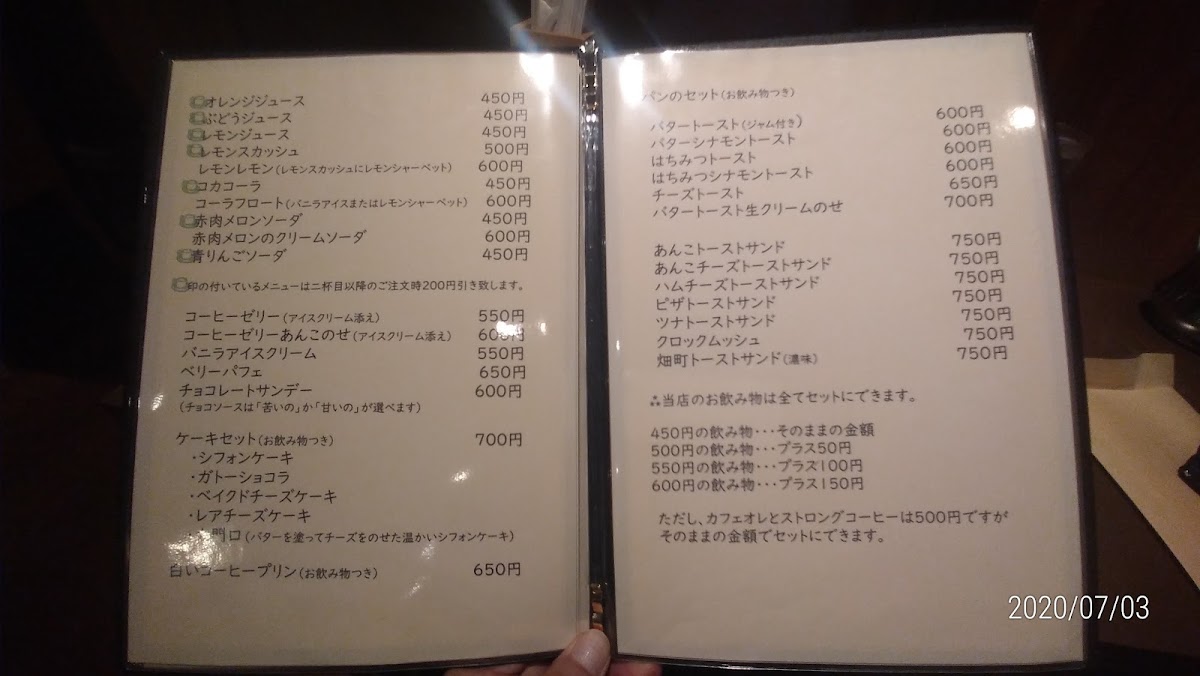 オレンジジュース 450円
ぶどうジュース 450円
レモンジュース 450円
レモンスカッシュ 500円
レモンレモン(レモンスカッシュにレモンシャーベット) 600円
コカコーラ 450円
コーラフロート(バニラアイスまたはレモンシャーベット) 600円
赤肉メロンソーダ 450円
赤肉メロンのクリームソーダ 600円
青りんごソーダ 450円
印の付いているメニューは二杯目以降のご注文時200円引き致します。
コーヒーゼリー(アイスクリーム添え) 550円
コーヒーゼリーあんこのせ(アイスクリーム添え) 600円
バニラアイスクリーム 550円
ベリーパフェ 650円
チョコレートサンデー 600円
(チョコソースは「苦いの」か「甘いの」が選べます)
ケーキセット(お飲み物つき) 700円
・シフォンケーキ
・ガトーショコラ
・ベイクドチーズケーキ
・レアチーズケーキ
門口(バターを塗ってチーズをのせた温かいシフォンケーキ)
白いコーヒープリン(お飲み物つき) 650円
パンのセット(お飲み物つき)
バタートースト(ジャム付き) 600円
バターシナモントースト 600円
はちみつトースト 600円
はちみつシナモントースト 600円
チーズトースト 650円
バタートースト生クリームのせ 700円
あんこトーストサンド 750円
あんこチーズトーストサンド 750円
ハムチーズトーストサンド 750円
ピザトーストサンド 750円
ツナトーストサンド 750円
クロックムッシュ 750円
畑町トーストサンド(濃味) 750円
∴当店のお飲み物は全てセットにできます。
450円の飲み物・・・そのままの金額
500円の飲み物・・・プラス50円
550円の飲み物・・・プラス100円
600円の飲み物・・・プラス150円
ただし、カフェオレとストロングコーヒーは500円ですが
そのままの金額でセットにできます。
2020/07/03